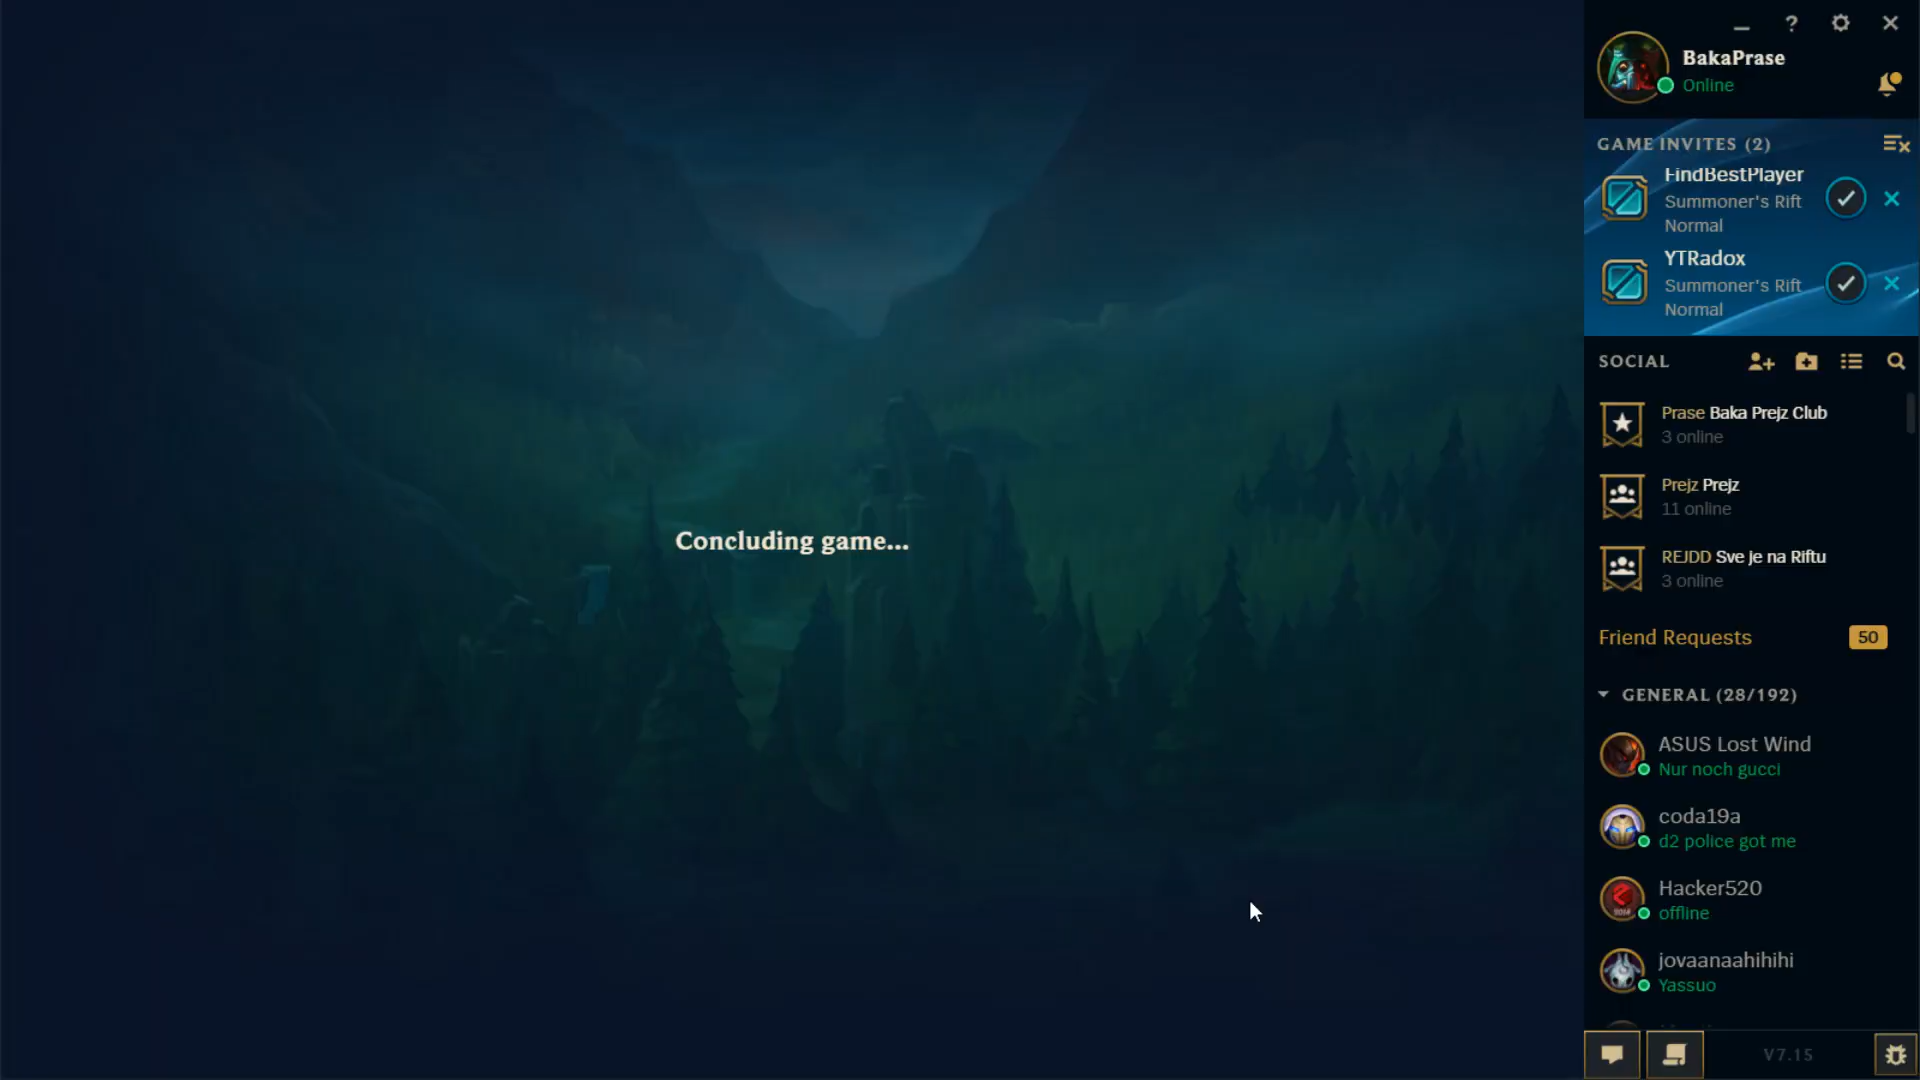 BakaPrase
Online
GAME INVITES (2)
FindBestPlayer
Summoner's Rift
Normal
YTRadox
Summoner's Rift
Normal
SOCIAL
Prase Baka Prejz Club
3 online
Prejz Prejz
11 online
REJDD Sve je na Riftu
3 online
Friend Requests 50
GENERAL (28/192)
ASUS Lost Wind
Nur noch gucci
coda19a
d2 police got me
Hacker520
offline
jovaanaahihihi
Yassuo
V7.15
Concluding game...